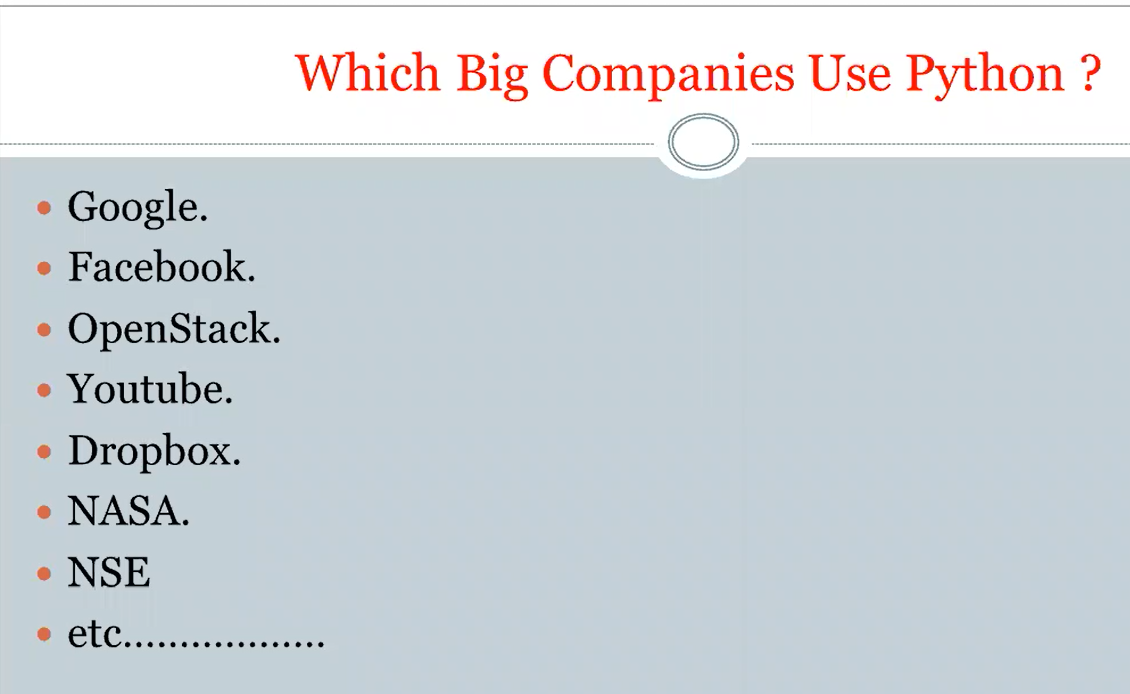 Which Big Companies Use Python ?
Google.
Facebook.
OpenStack.
Youtube.
Dropbox.
NASA.
NSE
etc..................